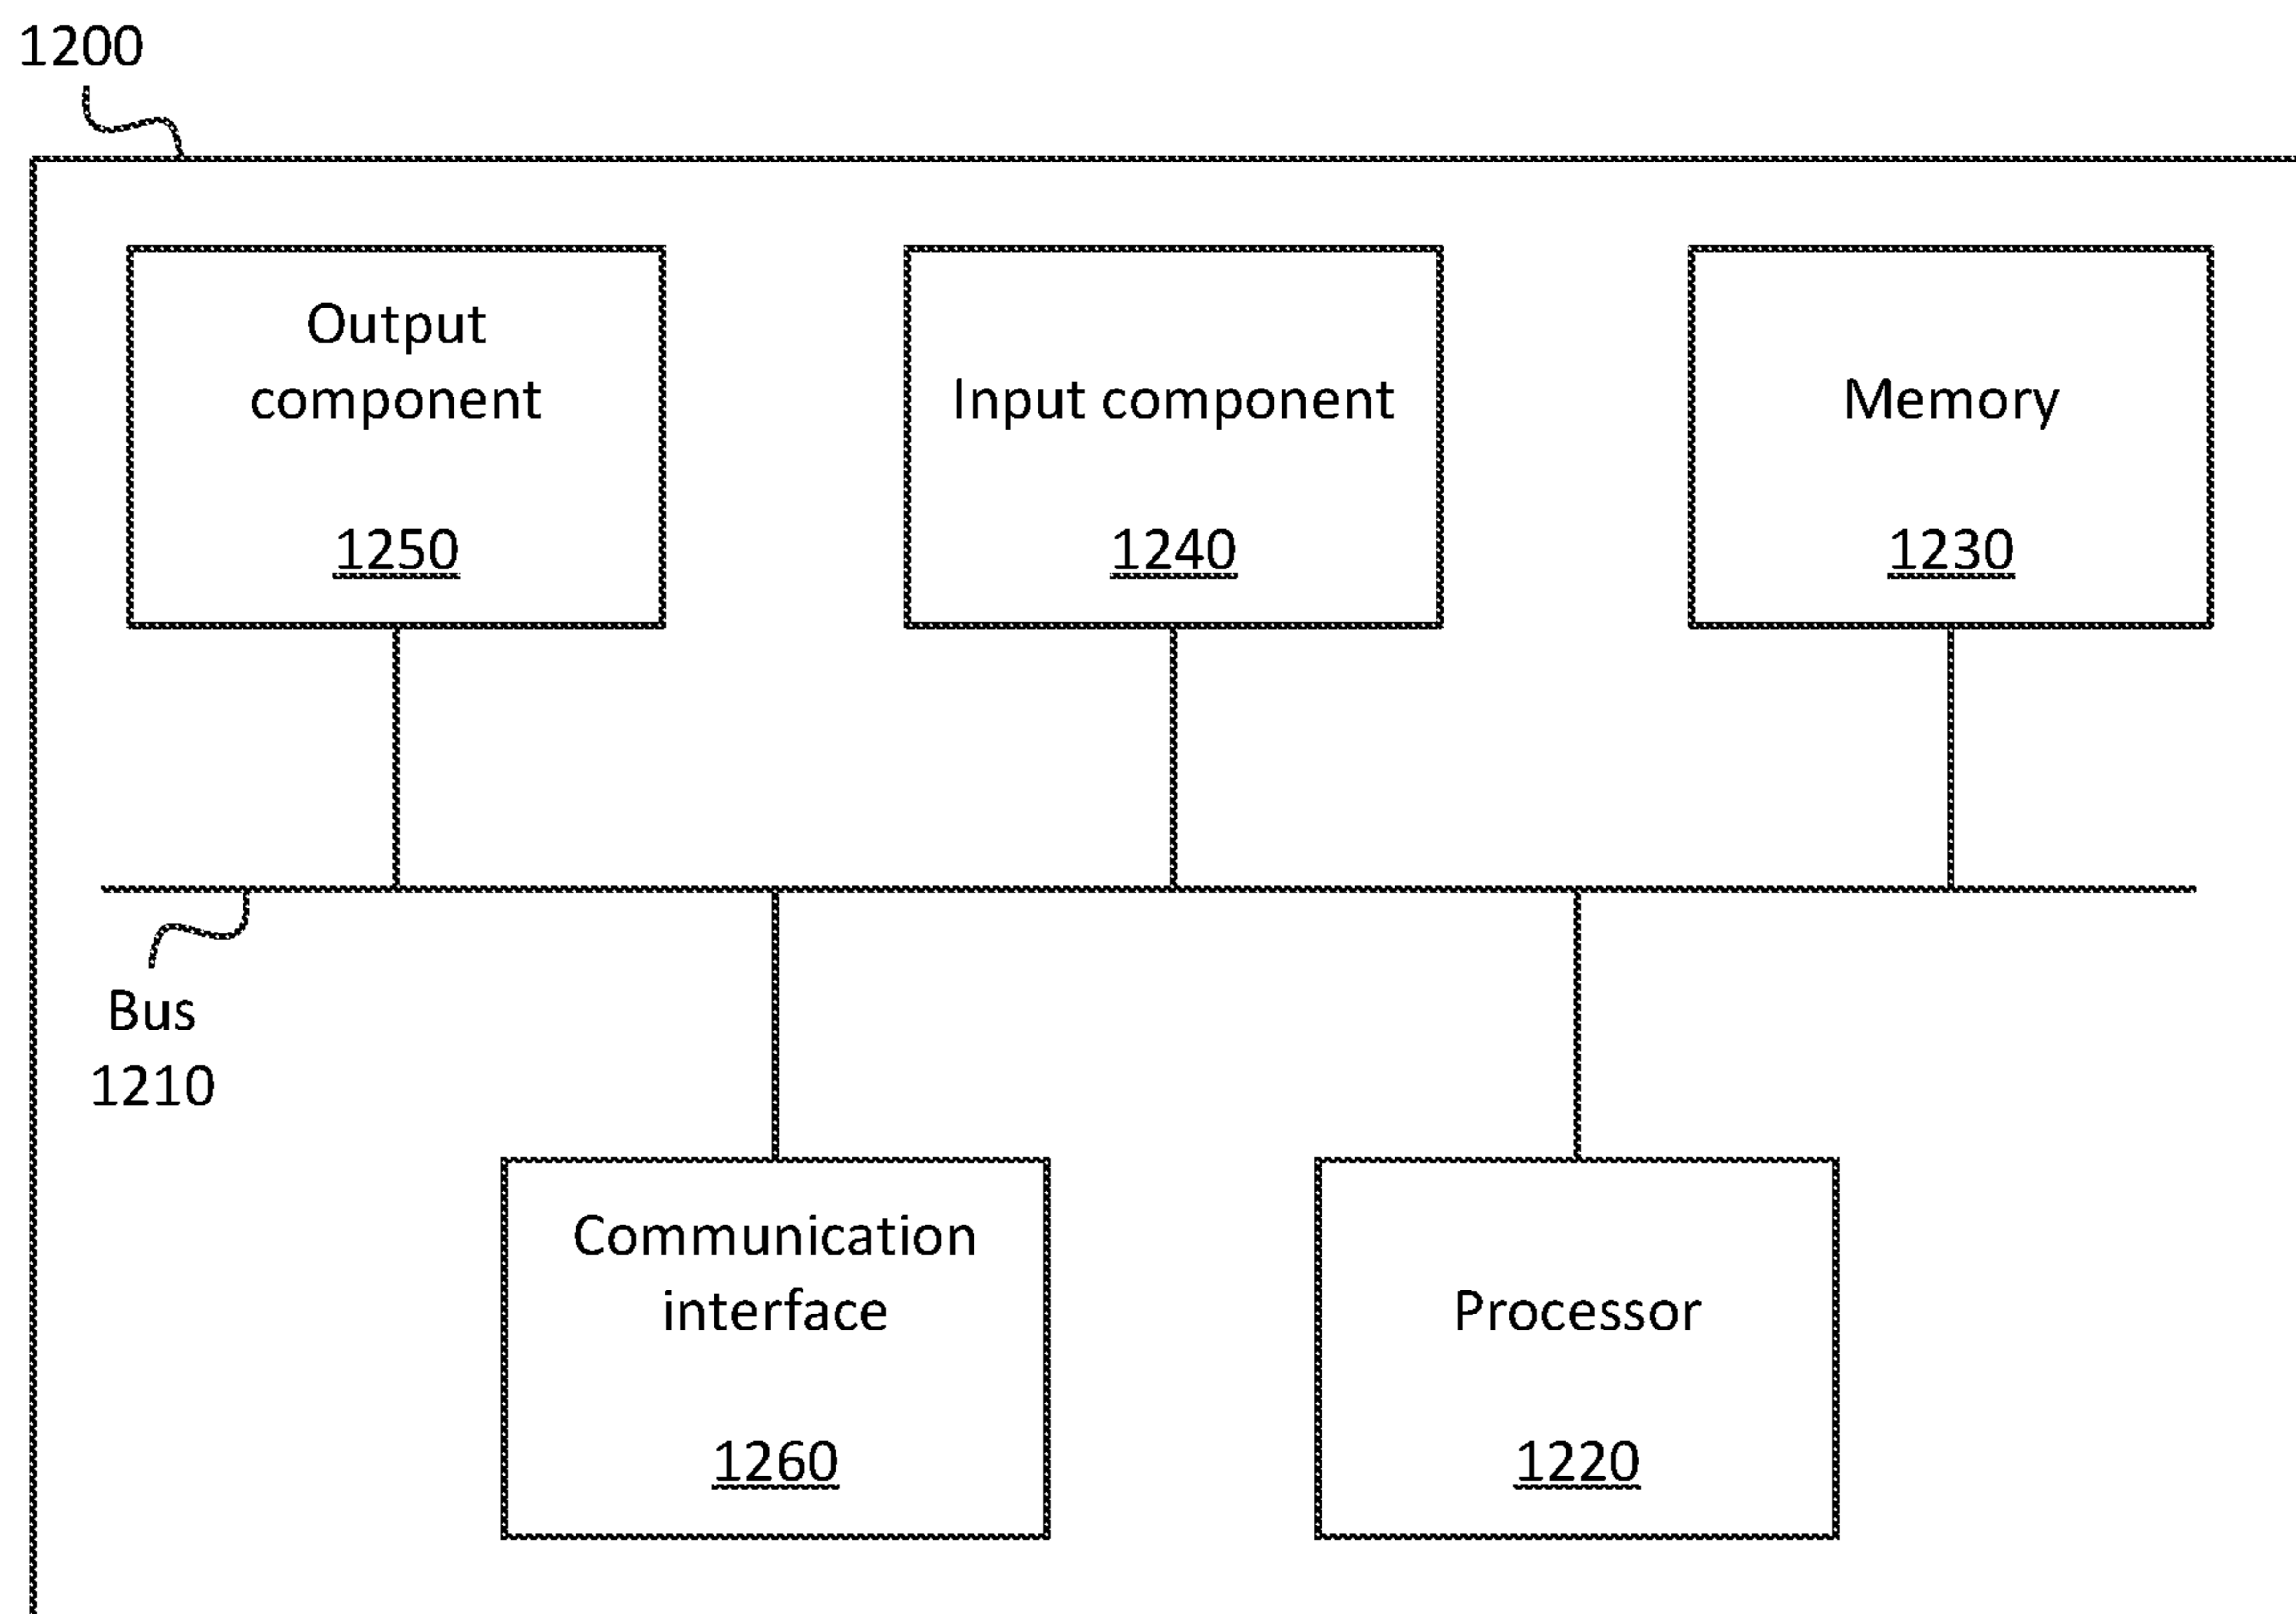 1200
Output
component
1250
Input component
1240
Memory
1230
Bus
1210
Communication
interface
1260
Processor
1220